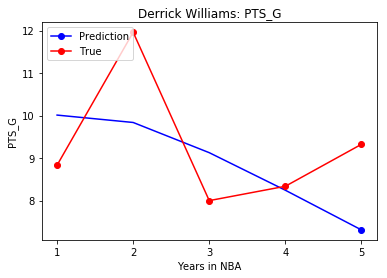 Derrick Williams: PTS_G
Prediction
True
PTS_G
12
11
10
9
8
1 2 3 4 5
Years in NBA